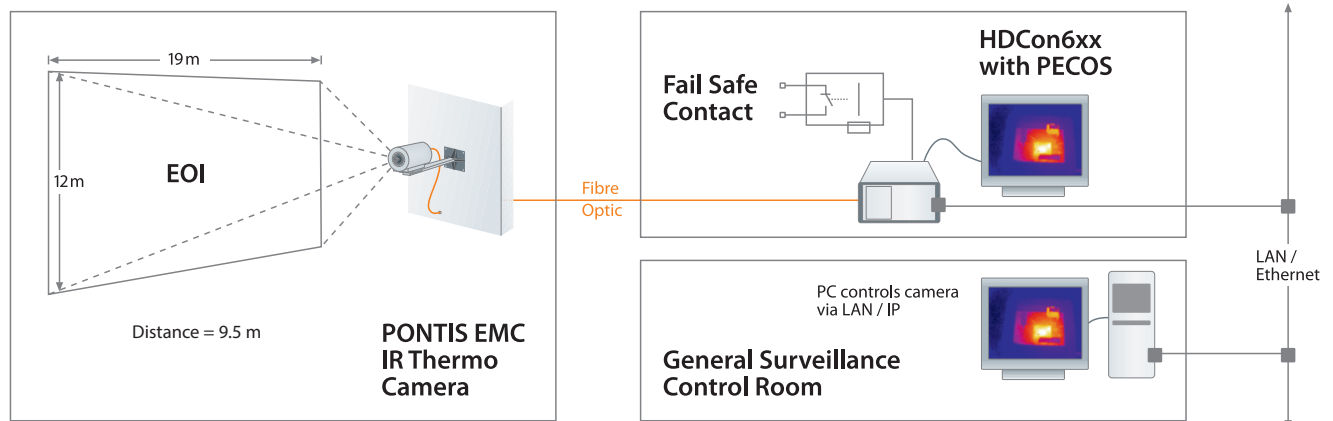 19 m
12 m
EOI
Distance = 9.5 m
PONTIS EMC
IR Thermo
Camera
Fibre
Optic
Fail Safe
Contact
HDCon6xx
with PECOS
PC controls camera
via LAN / IP
General Surveillance
Control Room
LAN /
Ethernet